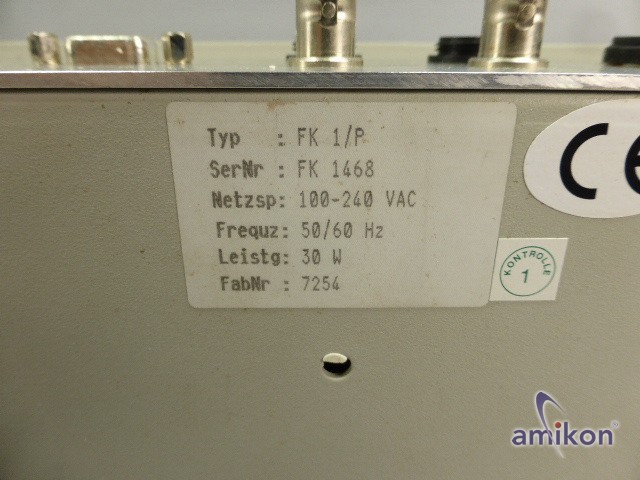 Typ : FK 1/P
SerNr : FK 1468
Netzsp: 100-240 VAC
Frequz: 50/60 Hz
Leistg: 30 W
FabNr : 7254
CE
KONTROLLE
1
amikon®